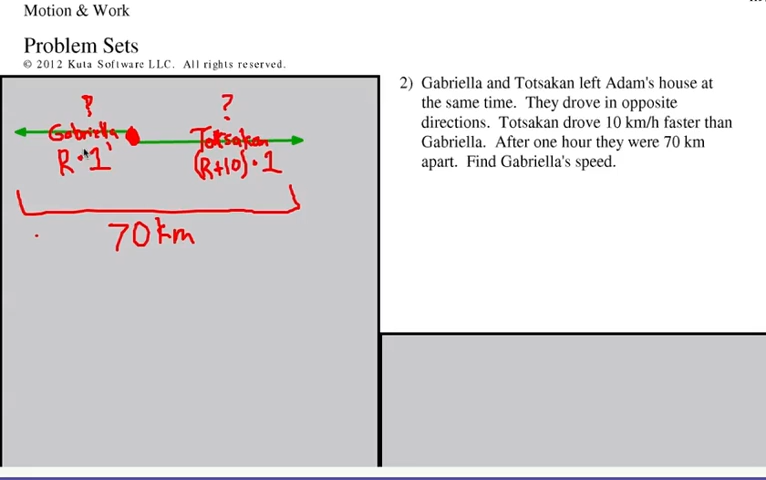 Motion & Work
Problem Sets
© 2012 Kuta Software LLC. All rights reserved.
? ?
Gabriella Totsakan
R · 1 (R+10) · 1
70 km
2) Gabriella and Totsakan left Adam's house at
the same time. They drove in opposite
directions. Totsakan drove 10 km/h faster than
Gabriella. After one hour they were 70 km
apart. Find Gabriella's speed.